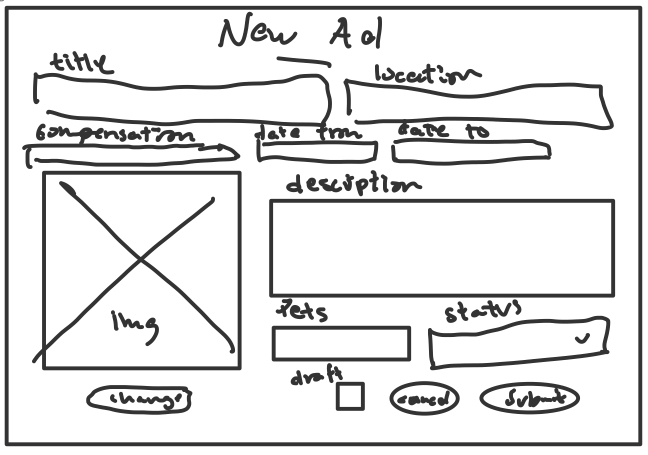 New Ad
title
location
compensation
date from
date to
description
img
Pets
status
draft
change
cancel
Submit